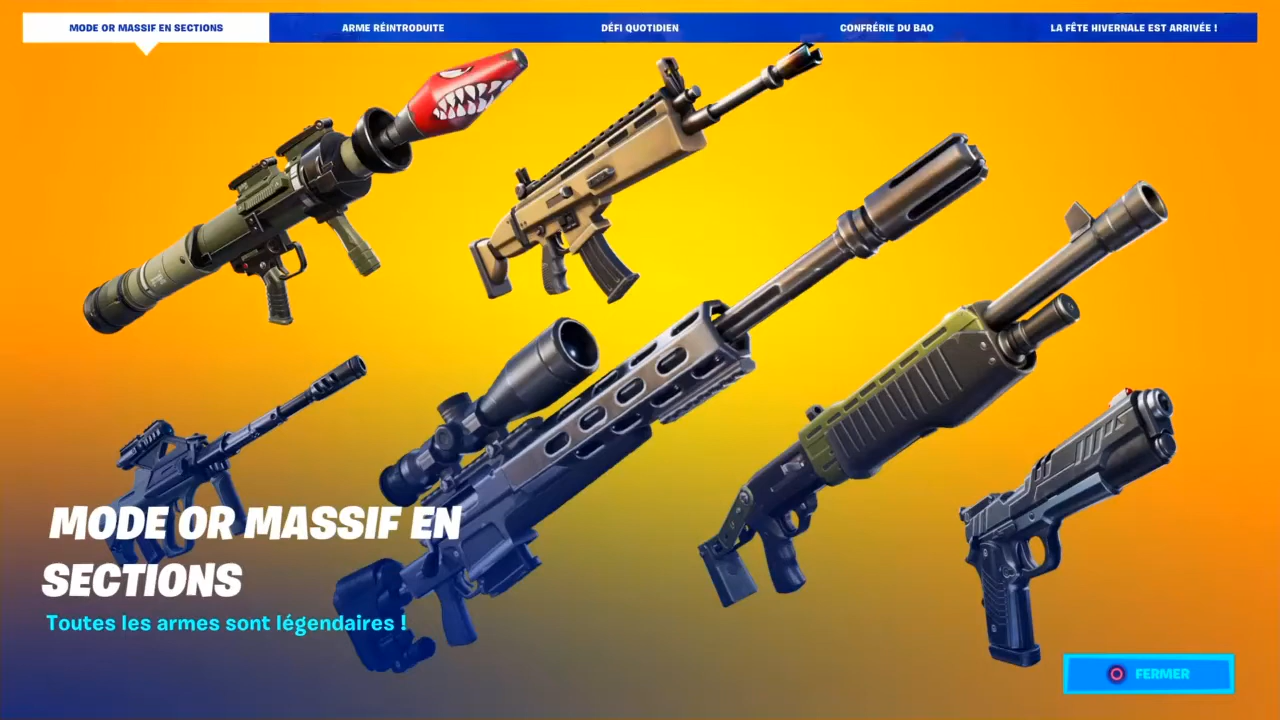 MODE OR MASSIF EN SECTIONS
ARME RÉINTRODUITE
DÉFI QUOTIDIEN
CONFRÉRIE DU BAO
LA FÊTE HIVERNALE EST ARRIVÉE !
MODE OR MASSIF EN
SECTIONS
Toutes les armes sont légendaires !
FERMER